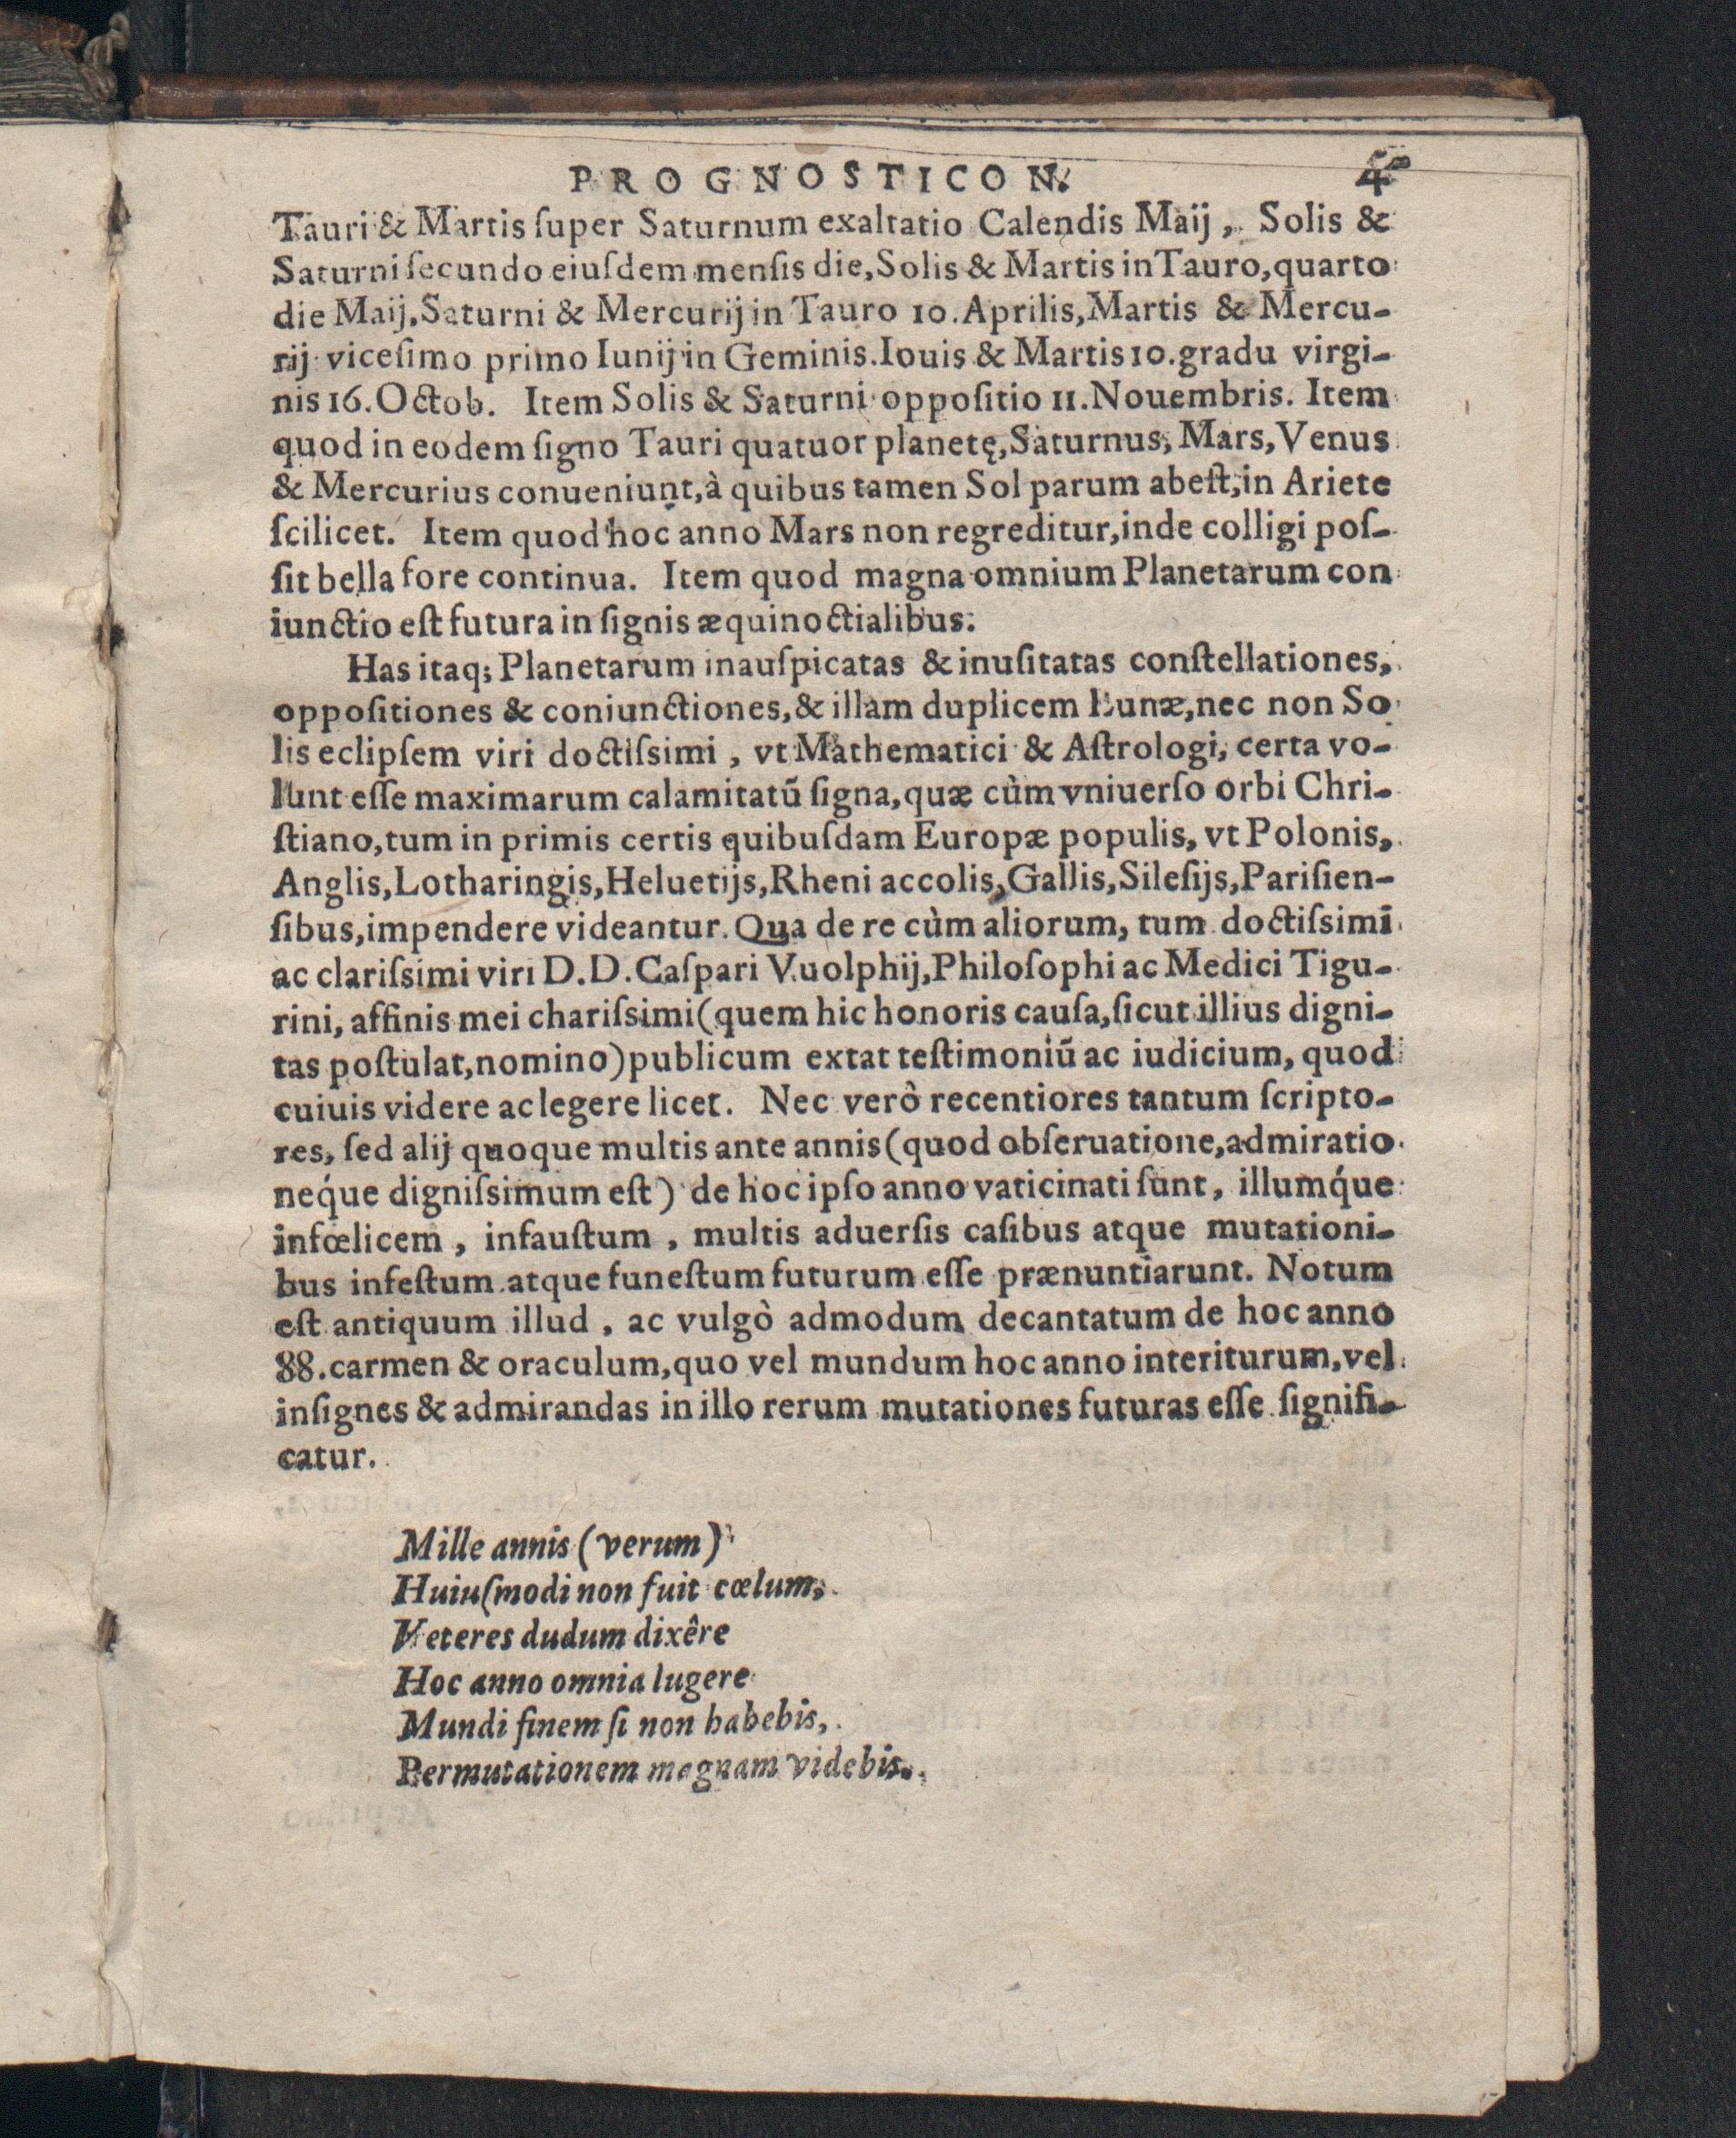 PROGNOSTICON.
Tauri & Martis ſuper Saturnum exaltatio Calendis Maij, Solis &
Saturni ſecundo eiuſdem menſis die, Solis & Martis in Tauro, quarto
die Maij. Saturni & Mercurij in Tauro 10. Aprilis, Martis & Mercu-
rij viceſimo primo Iunij in Geminis. Iouis & Martis 10. gradu virgi-
nis 16. Octob. Item Solis & Saturni oppoſitio 11. Nouembris. Item
quod in eodem ſigno Tauri quatuor planetę, Saturnus, Mars, Venus
& Mercurius conueniunt, à quibus tamen Sol parum abeſt, in Ariete
ſcilicet. Item quod hoc anno Mars non regreditur, inde colligi poſ-
ſit bella fore continua. Item quod magna omnium Planetarum con
iunctio eſt futura in ſignis æquinoctialibus.
Has itaq; Planetarum inauſpicatas & inuſitatas conſtellationes,
oppoſitiones & coniunctiones, & illam duplicem Lunæ, nec non So
lis eclipſem viri doctiſsimi, vt Mathematici & Aſtrologi, certa vo-
lunt eſſe maximarum calamitatū ſigna, quæ cùm vniuerſo orbi Chri-
ſtiano, tum in primis certis quibuſdam Europæ populis, vt Polonis,
Anglis, Lotharingis, Heluetijs, Rheni accolis, Gallis, Sileſijs, Pariſien-
ſibus, impendere videantur. Qua de re cùm aliorum, tum doctiſsimi
ac clariſsimi viri D. D. Caſpari Vuolphij, Philoſophi ac Medici Tigu-
rini, affinis mei chariſsimi (quem hic honoris cauſa, ſicut illius digni-
tas poſtulat, nomino) publicum extat teſtimoniū ac iudicium, quod
cuiuis videre ac legere licet. Nec verò recentiores tantum ſcripto-
res, ſed alij quoque multis ante annis (quod obſeruatione, admiratio
neq́ue digniſsimum eſt) de hoc ipſo anno vaticinati ſunt, illumq́ue
infœlicem, infauſtum, multis aduerſis caſibus atque mutationi-
bus infeſtum atque funeſtum futurum eſſe prænuntiarunt. Notum
eſt antiquum illud, ac vulgò admodum decantatum de hoc anno
88. carmen & oraculum, quo vel mundum hoc anno interiturum, vel
inſignes & admirandas in illo rerum mutationes futuras eſſe ſignifi-
catur.
Mille annis (verum)
Huiuſmodi non fuit cœlum,
Veteres dudum dixêre
Hoc anno omnia lugere
Mundi finem ſi non habebis,
Permutationem magnam videbis.